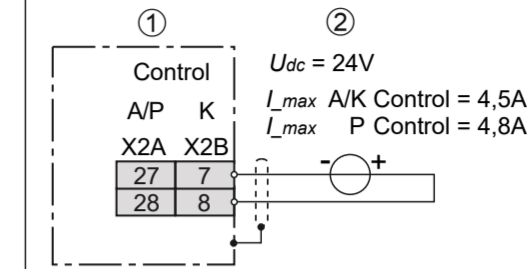 ① ②
Control
A/P K
X2A X2B
27 7
28 8
Udc = 24V
I_max A/K Control = 4,5A
I_max P Control = 4,8A
- +